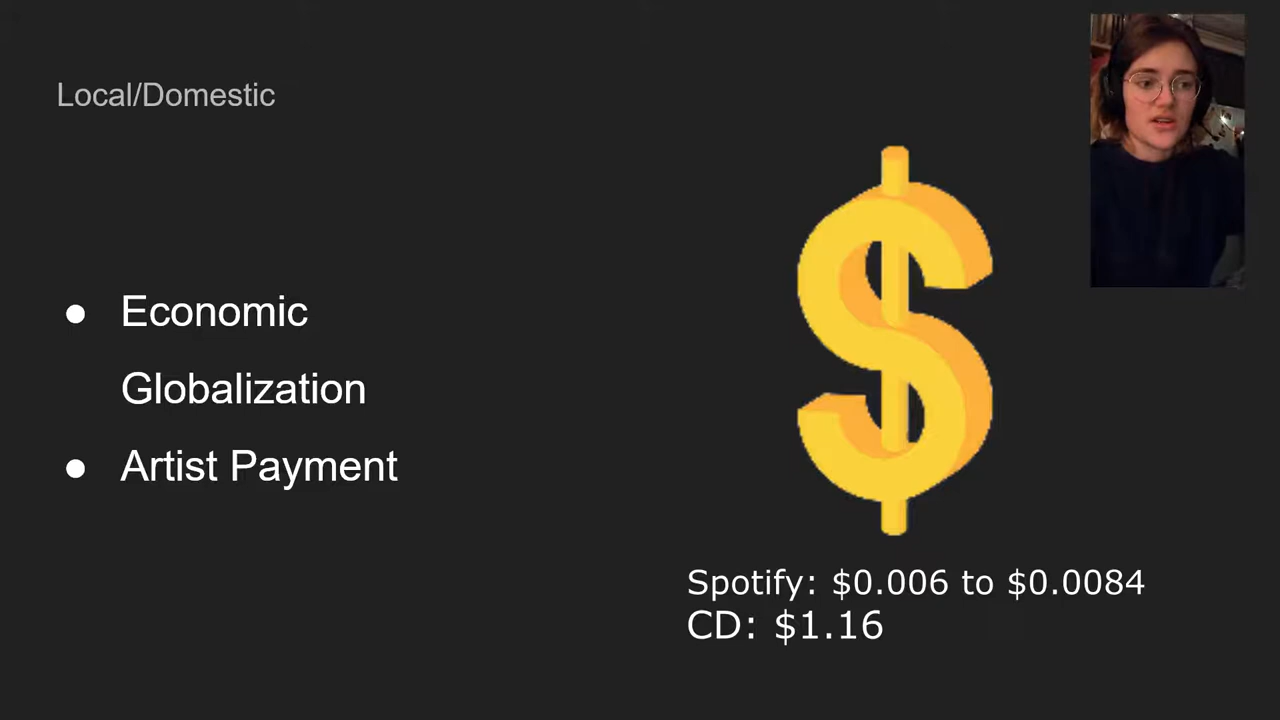 Local/Domestic
● Economic
Globalization
● Artist Payment
Spotify: $0.006 to $0.0084
CD: $1.16